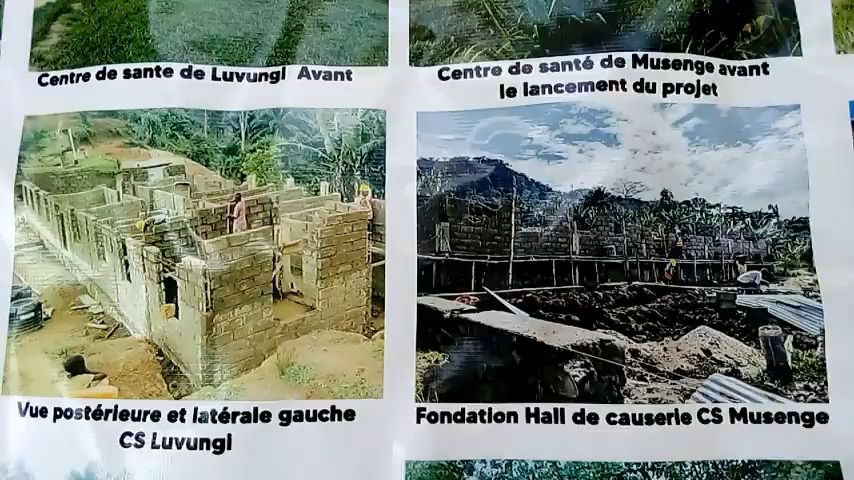 Centre de sante de Luvungi Avant
Centre de santé de Musenge avant
le lancement du projet
Vue postérieure et latérale gauche
CS Luvungi
Fondation Hall de causerie CS Musenge